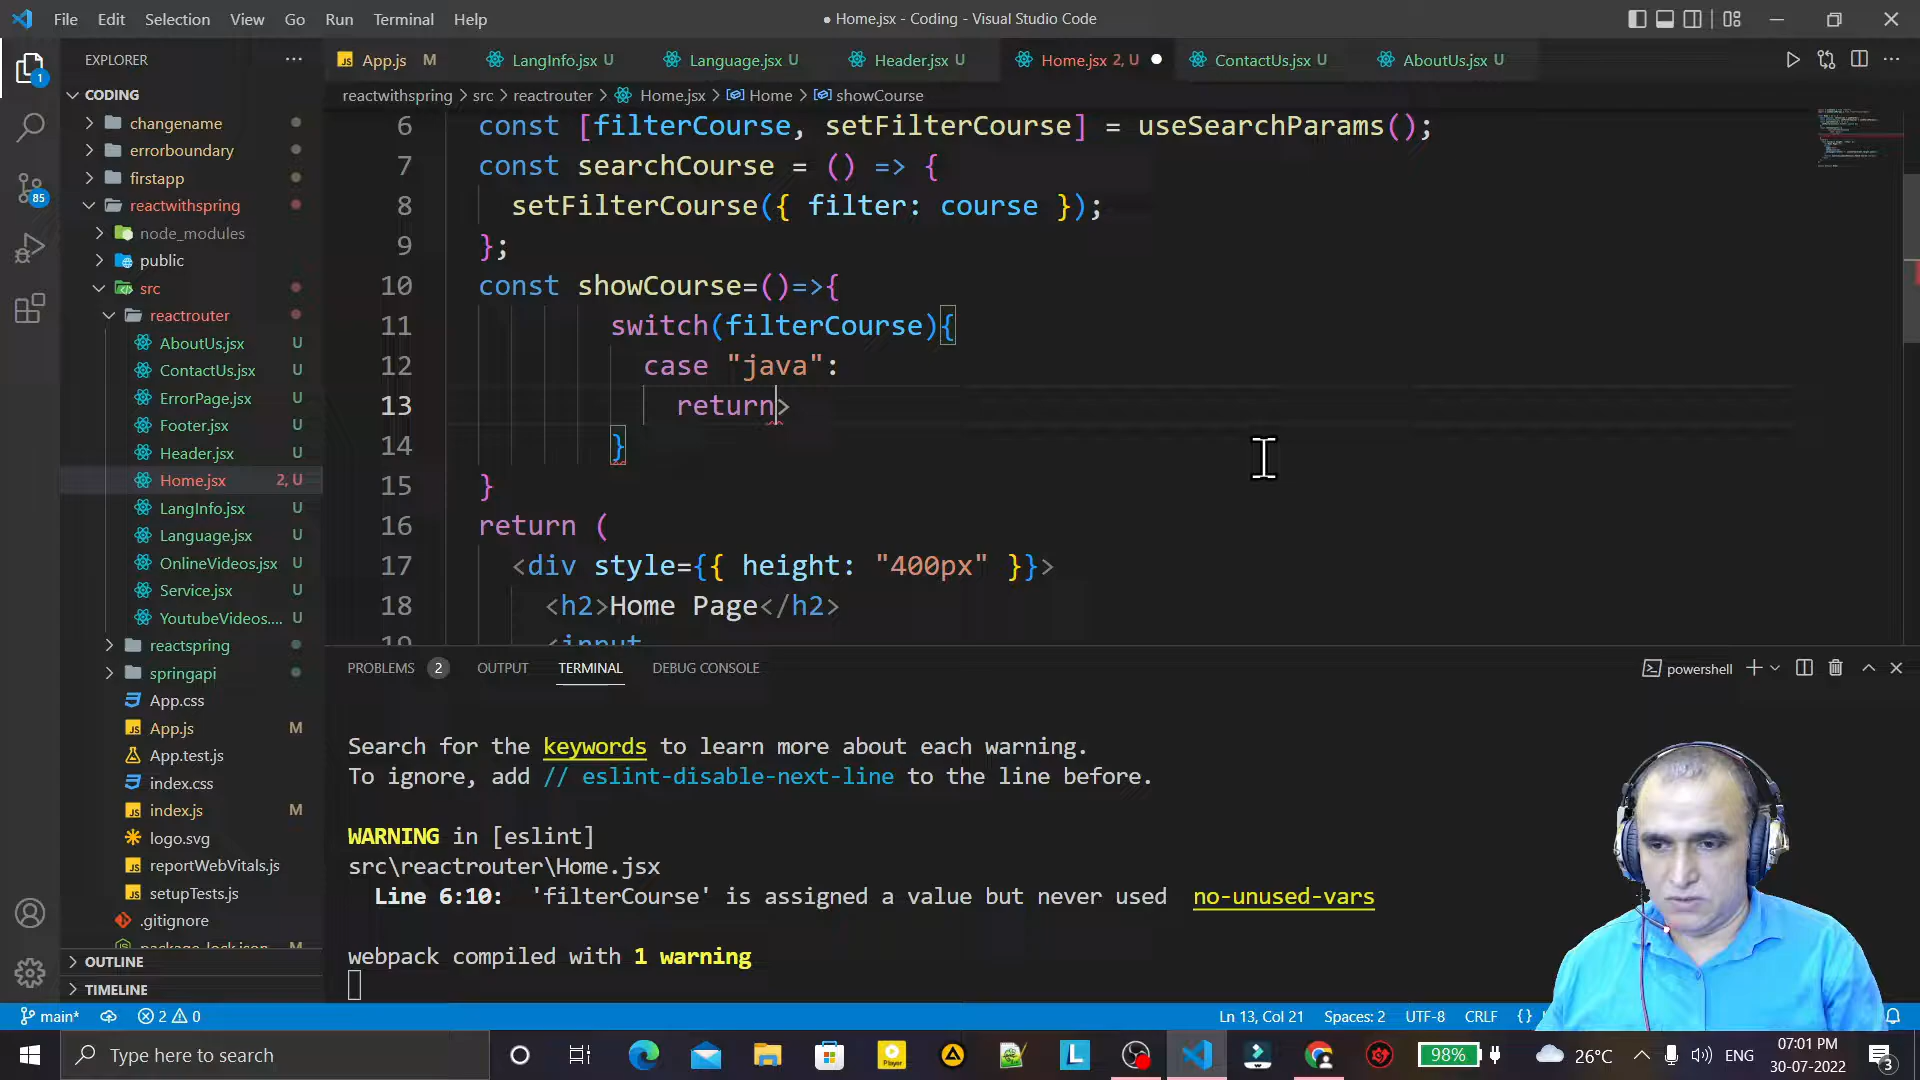 File Edit Selection View Go Run Terminal Help
● Home.jsx - Coding - Visual Studio Code
EXPLORER
App.js M
LangInfo.jsx U
Language.jsx U
Header.jsx U
Home.jsx 2, U
ContactUs.jsx U
AboutUs.jsx U
reactwithspring > src > reactrouter > Home.jsx > Home > showCourse
1
85
CODING
changename
errorboundary
firstapp
reactwithspring
node_modules
public
src
reactrouter
AboutUs.jsx U
ContactUs.jsx U
ErrorPage.jsx U
Footer.jsx U
Header.jsx U
Home.jsx 2, U
LangInfo.jsx U
Language.jsx U
OnlineVideos.jsx U
Service.jsx U
YoutubeVideos.... U
reactspring
springapi
App.css
App.js M
App.test.js
index.css
index.js M
logo.svg
reportWebVitals.js
setupTests.js
.gitignore
package-lock.json M
OUTLINE
TIMELINE
6 const [filterCourse, setFilterCourse] = useSearchParams();
7 const searchCourse = () => {
8 setFilterCourse({ filter: course });
9 };
10 const showCourse=()=>{
11 switch(filterCourse){
12 case "java":
13 return>
14 }
15 }
16 return (
17 <div style={{ height: "400px" }}>
18 <h2>Home Page</h2>
19 <input
PROBLEMS 2 OUTPUT TERMINAL DEBUG CONSOLE
powershell
Search for the keywords to learn more about each warning.
To ignore, add // eslint-disable-next-line to the line before.
WARNING in [eslint]
src\reactrouter\Home.jsx
Line 6:10: 'filterCourse' is assigned a value but never used no-unused-vars
webpack compiled with 1 warning
main* 2 0
Ln 13, Col 21 Spaces: 2 UTF-8 CRLF {}
Type here to search
Player
L
98%
26°C
ENG
07:01 PM
30-07-2022
3